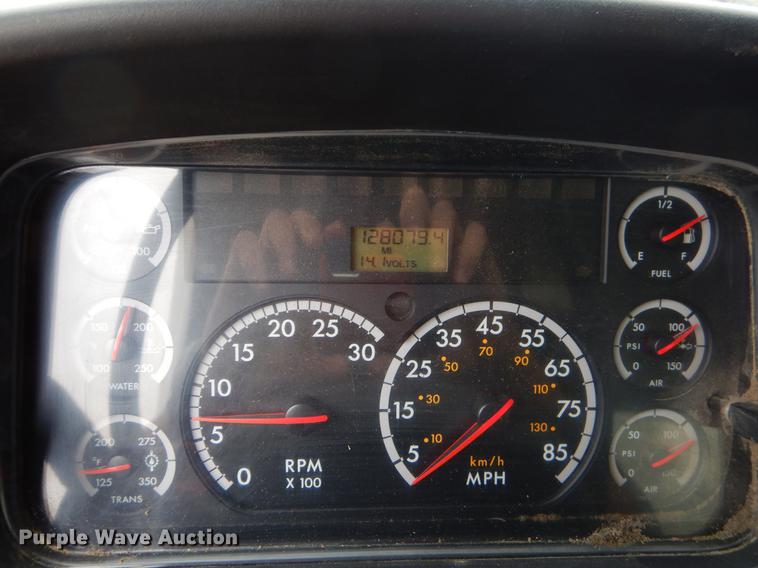 128079.4
MI
14.1VOLTS
100
1/2
E F
FUEL
150 200
100 250
WATER
50 100
PSI
0 150
AIR
200 275
°F
125 350
TRANS
0 5 10 15 20 25 30
RPM
X 100
5 15 25 35 45 55 65 75 85
10 30 50 70 90 110 130
km/h
MPH
50 100
PSI
0 150
AIR
Purple Wave Auction